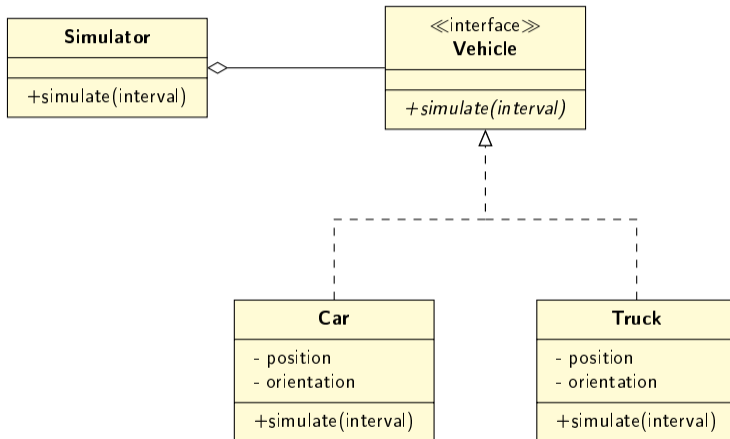 Simulator
+simulate(interval)
≪interface≫
Vehicle
+simulate(interval)
Car
- position
- orientation
+simulate(interval)
Truck
- position
- orientation
+simulate(interval)